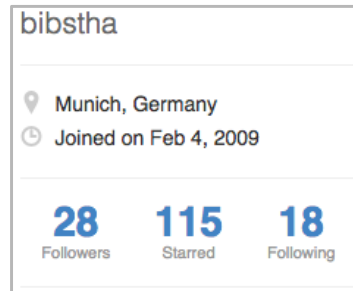 bibstha
Munich, Germany
Joined on Feb 4, 2009
28 115 18
Followers Starred Following